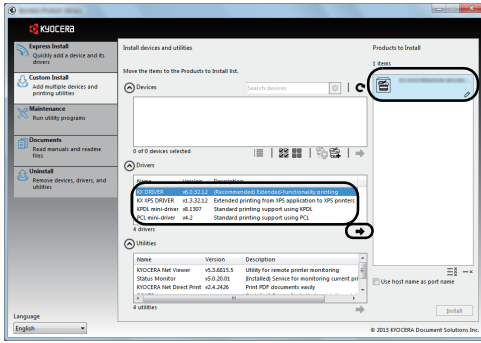 KYOCERA
Express Install
Quickly add a device and its
drivers
Custom Install
Add multiple devices and
printing utilities
Maintenance
Run utility programs
Documents
Read manuals and readme
files
Uninstall
Remove devices, drivers, and
utilities
Language
English
Install devices and utilities
Move the items to the Products to Install list.
Devices
Search devices
0 of 0 devices selected
Drivers
Name Version Description
KX DRIVER v6.0.32.12 (Recommended) Extended-functionality printing
KX XPS DRIVER v1.3.32.12 Extended printing from XPS application to XPS printers
KPDL mini-driver v8.1307 Standard printing support using KPDL
PCL mini-driver v4.2 Standard printing support using PCL
4 drivers
Utilities
Name Version Description
KYOCERA Net Viewer v5.3.6815.5 Utility for remote printer monitoring
Status Monitor v5.0.20.01 (Installed) Service for monitoring current pri
KYOCERA Net Direct Print v2.4.2426 Print PDF documents easily
4 utilities
Products to Install
1 items
Use host name as port name
Install
© 2013 KYOCERA Document Solutions Inc.